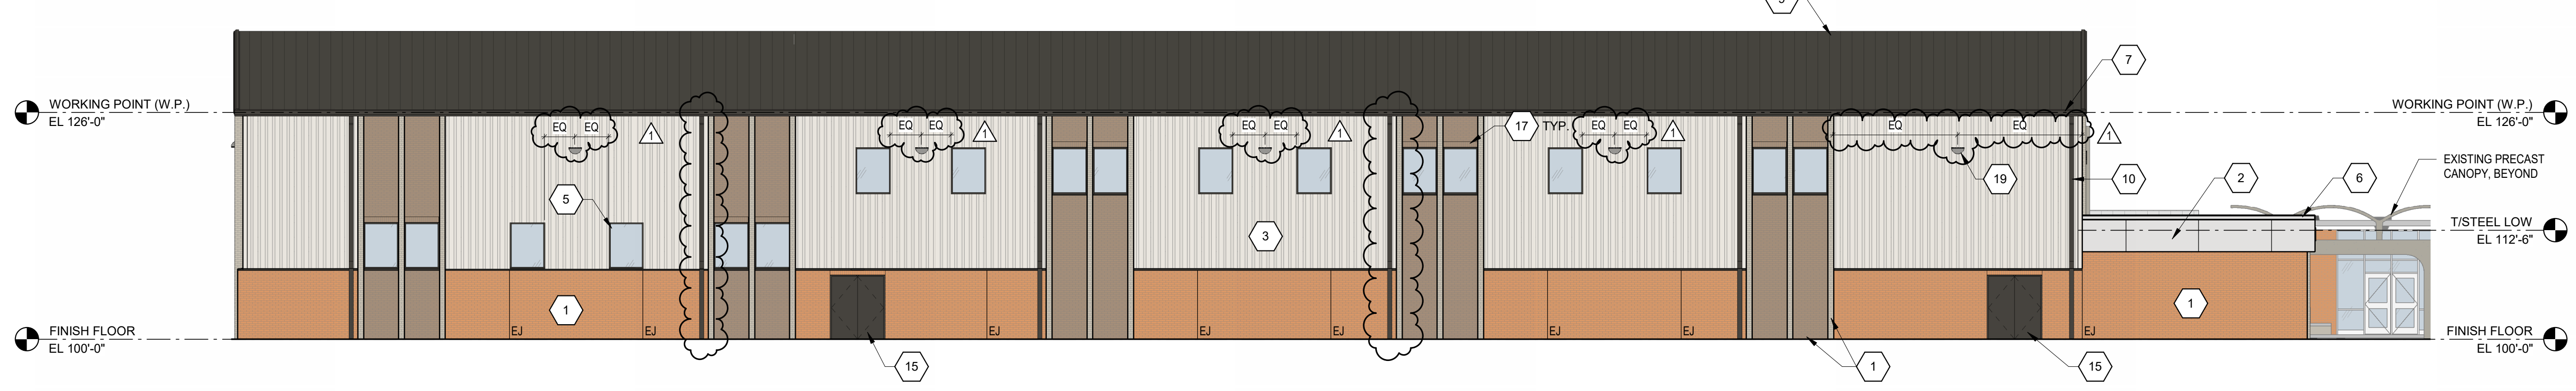 5
7
WORKING POINT (W.P.)
EL 126'-0"
WORKING POINT (W.P.)
EL 126'-0"
EQ EQ
1
EQ EQ
1
EQ EQ
1
17 TYP.
EQ EQ
1
EQ EQ
1
EXISTING PRECAST
CANOPY, BEYOND
19
10
2
6
5
3
T/STEEL LOW
EL 112'-6"
1
1
FINISH FLOOR
EL 100'-0"
EJ
EJ
EJ
EJ
EJ
EJ
EJ
EJ
FINISH FLOOR
EL 100'-0"
15
1
15